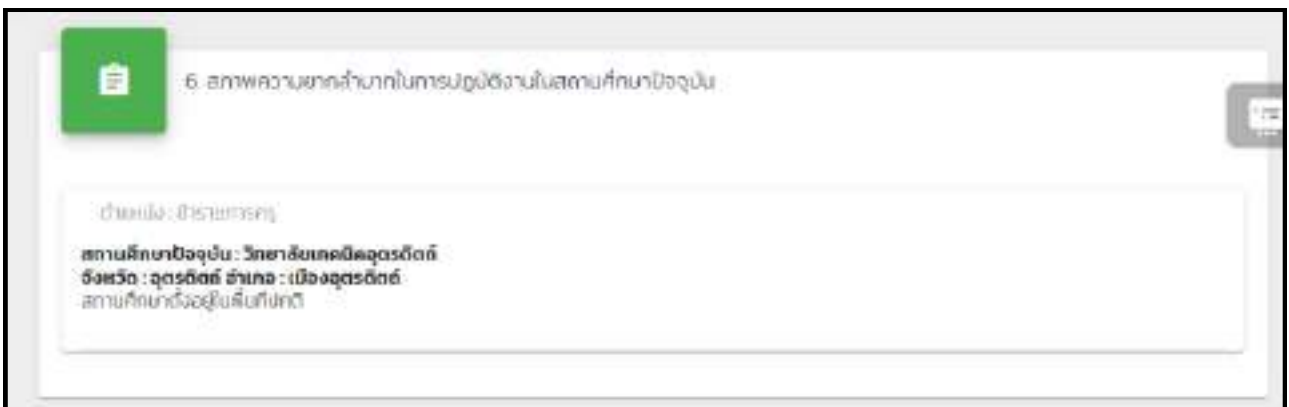 6. สภาพความยากลำบากในการปฏิบัติงานในสถานศึกษาปัจจุบัน
ตำแหน่ง : ข้าราชการครู
สถานศึกษาปัจจุบัน : วิทยาลัยเทคนิคอุตรดิตถ์
จังหวัด : อุตรดิตถ์ อำเภอ : เมืองอุตรดิตถ์
สถานศึกษาตั้งอยู่ในพื้นที่ปกติ